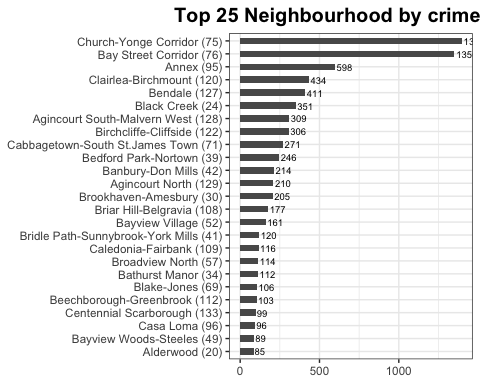 Top 25 Neighbourhood by crime
Church-Yonge Corridor (75)
Bay Street Corridor (76) 135
Annex (95) 598
Clairlea-Birchmount (120) 434
Bendale (127) 411
Black Creek (24) 351
Agincourt South-Malvern West (128) 309
Birchcliffe-Cliffside (122) 306
Cabbagetown-South St.James Town (71) 271
Bedford Park-Nortown (39) 246
Banbury-Don Mills (42) 214
Agincourt North (129) 210
Brookhaven-Amesbury (30) 205
Briar Hill-Belgravia (108) 177
Bayview Village (52) 161
Bridle Path-Sunnybrook-York Mills (41) 120
Caledonia-Fairbank (109) 116
Broadview North (57) 114
Bathurst Manor (34) 112
Blake-Jones (69) 106
Beechborough-Greenbrook (112) 103
Centennial Scarborough (133) 99
Casa Loma (96) 96
Bayview Woods-Steeles (49) 89
Alderwood (20) 85
0 500 1000